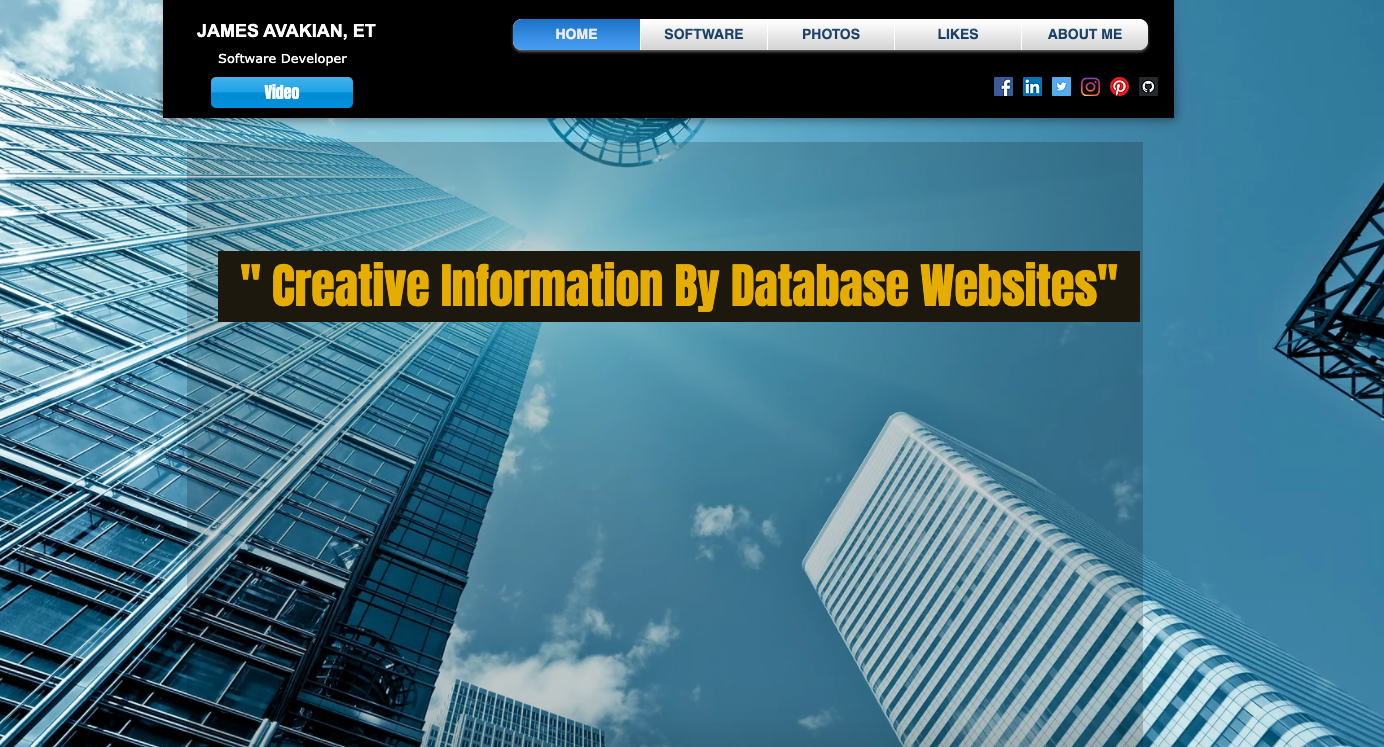 JAMES AVAKIAN, ET
Software Developer
Video
HOME SOFTWARE PHOTOS LIKES ABOUT ME
" Creative Information By Database Websites"